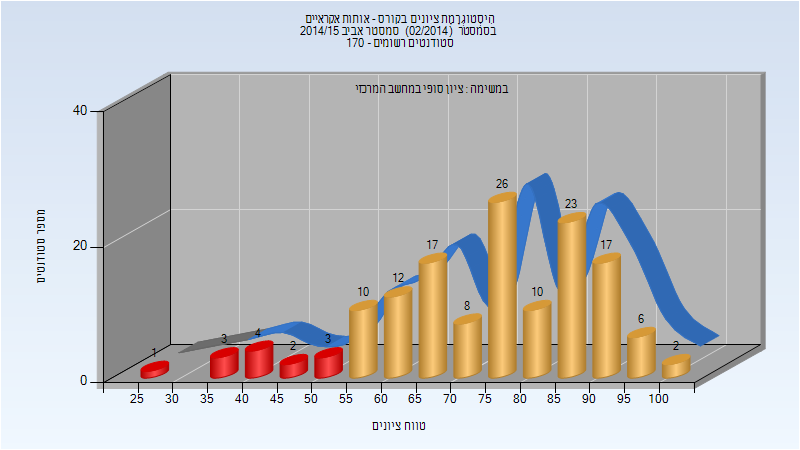 היסטוגרמת ציונים בקורס - אותות אקראיים
בסמסטר (02/2014) סמסטר אביב 2014/15
סטודנטים רשומים - 170
במשימה : ציון סופי במחשב המרכזי
מספר סטודנטים
40
20
0
1
3
4
2
3
10
12
17
8
26
10
23
17
6
2
25 30 35 40 45 50 55 60 65 70 75 80 85 90 95 100
טווח ציונים